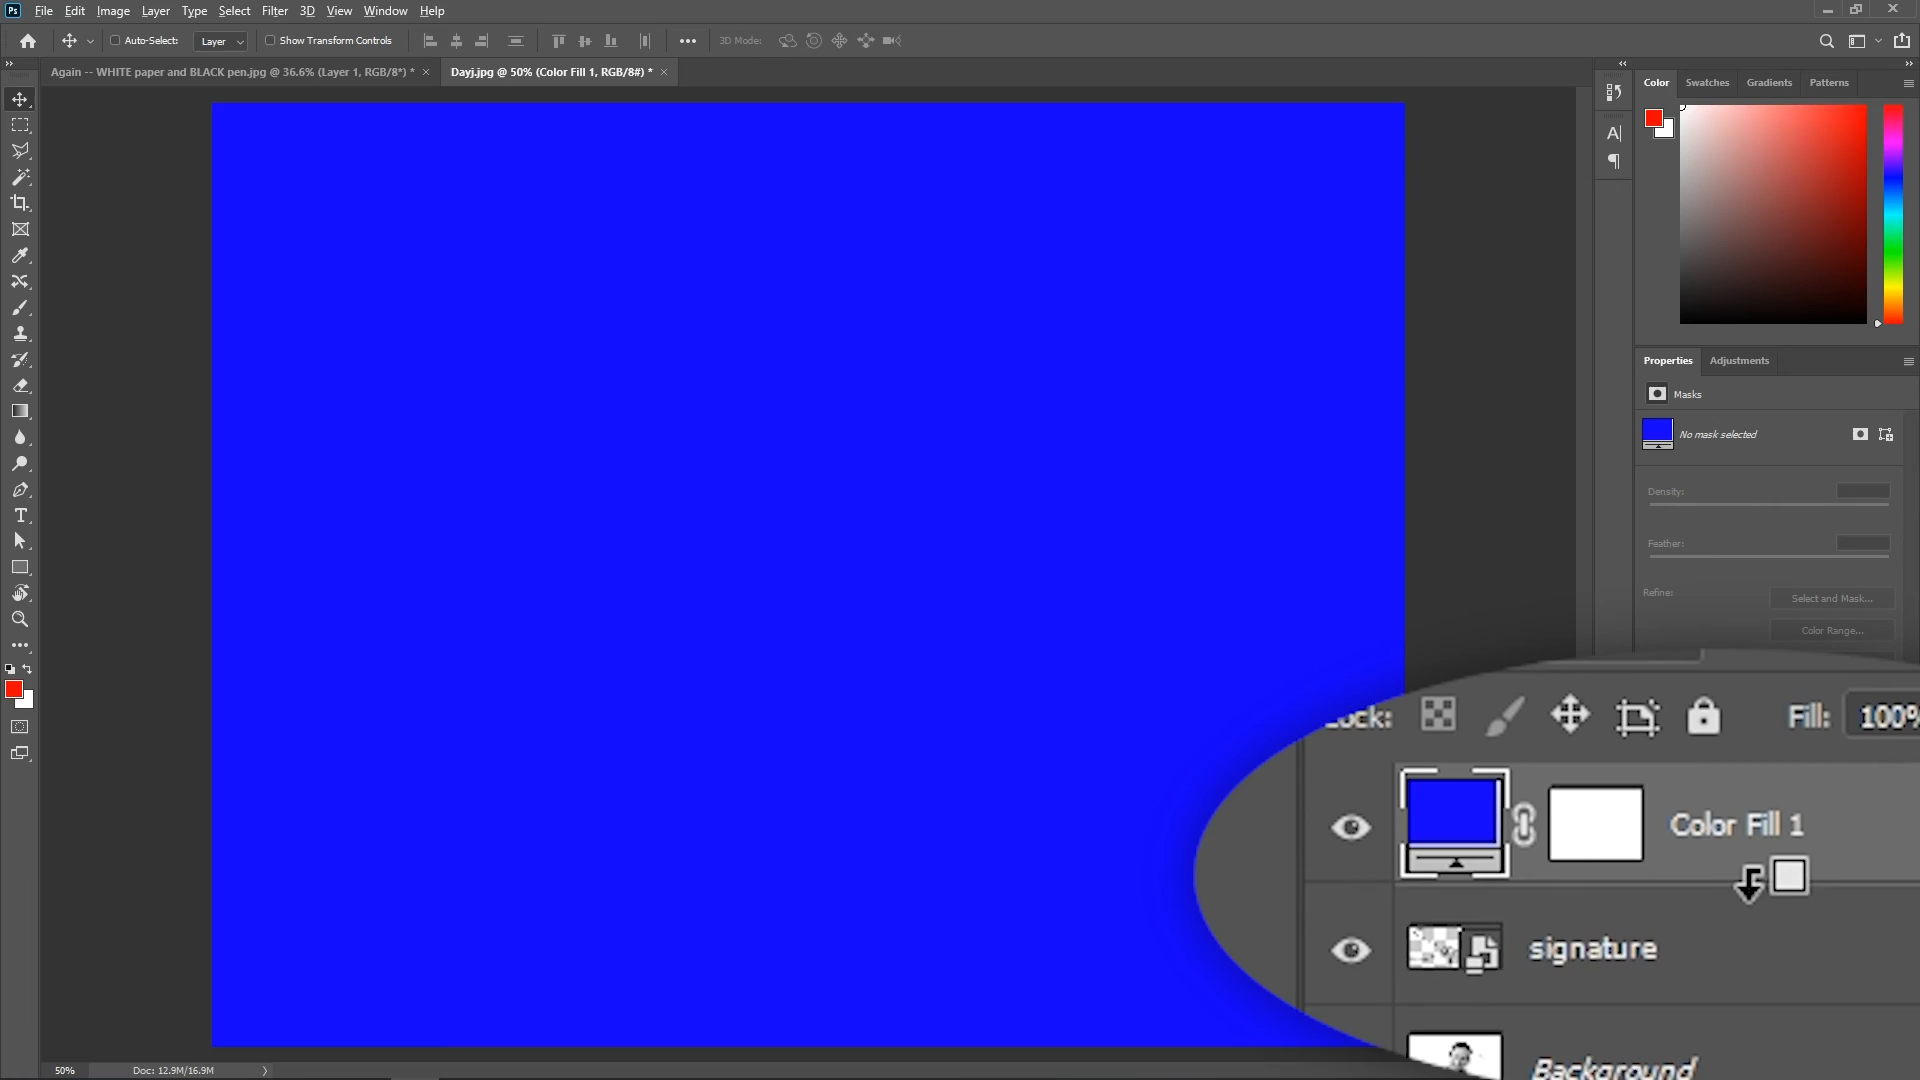 Ps File Edit Image Layer Type Select Filter 3D View Window Help
Auto-Select: Layer Show Transform Controls 3D Mode:
Again -- WHITE paper and BLACK pen.jpg @ 36.6% (Layer 1, RGB/8*) * × Dayj.jpg @ 50% (Color Fill 1, RGB/8#) * ×
Color Swatches Gradients Patterns
Properties Adjustments
Masks
No mask selected
Density:
Feather:
Refine: Select and Mask...
Color Range...
Lock: Fill: 100%
Color Fill 1
signature
Background
50% Doc: 12.9M/16.9M